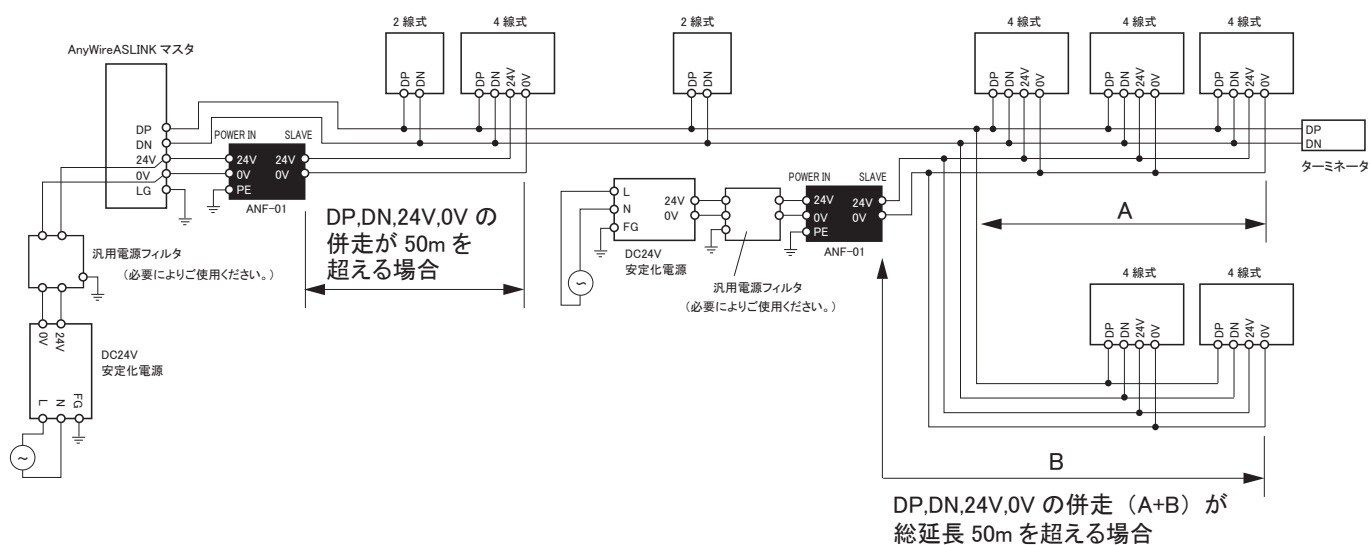 2 線式
4 線式
2 線式
4 線式
4 線式
4 線式
AnyWireASLINK マスタ
DP
DN
DP
DN
24V
0V
DP
DN
DP
DN
24V
0V
DP
DN
24V
0V
DP
DN
24V
0V
DP
DN
24V
0V
LG
POWER IN
SLAVE
24V
0V
PE
24V
0V
ANF-01
DP
DN
ターミネータ
DP,DN,24V,0V の
併走が 50m を
超える場合
L
N
FG
24V
0V
DC24V
安定化電源
POWER IN
SLAVE
24V
0V
PE
24V
0V
ANF-01
A
汎用電源フィルタ
（必要によりご使用ください。）
汎用電源フィルタ
（必要によりご使用ください。）
0V
24V
DC24V
安定化電源
L
N
FG
4 線式
4 線式
DP
DN
24V
0V
DP
DN
24V
0V
B
DP,DN,24V,0V の併走（A+B）が
総延長 50m を超える場合